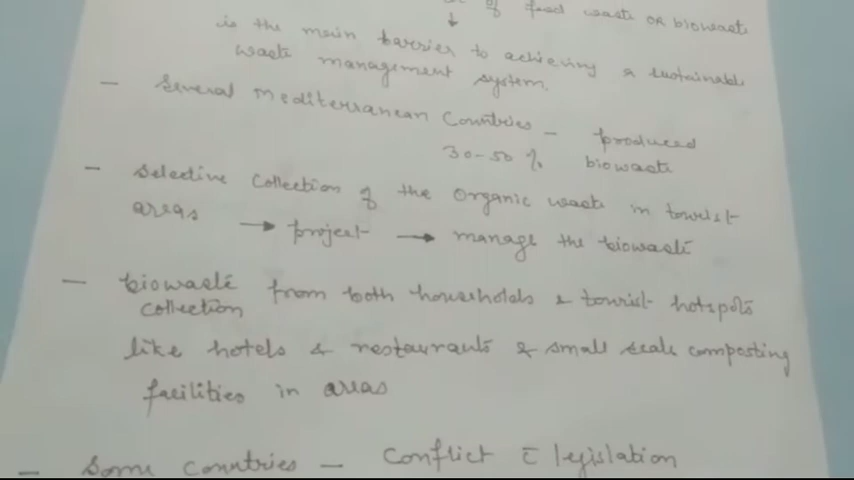 of food waste or biowaste
↓
is the main barrier to achieving a sustainable
waste management system.
— Several Mediterranean Countries — produced
30-50 % biowaste
— Selective Collection of the Organic waste in tourist
areas → project → manage the biowaste
— biowaste from both households & tourist hotspots
collection
like hotels & restaurants & small scale composting
facilities in areas
— Some countries — Conflict c̄ legislation